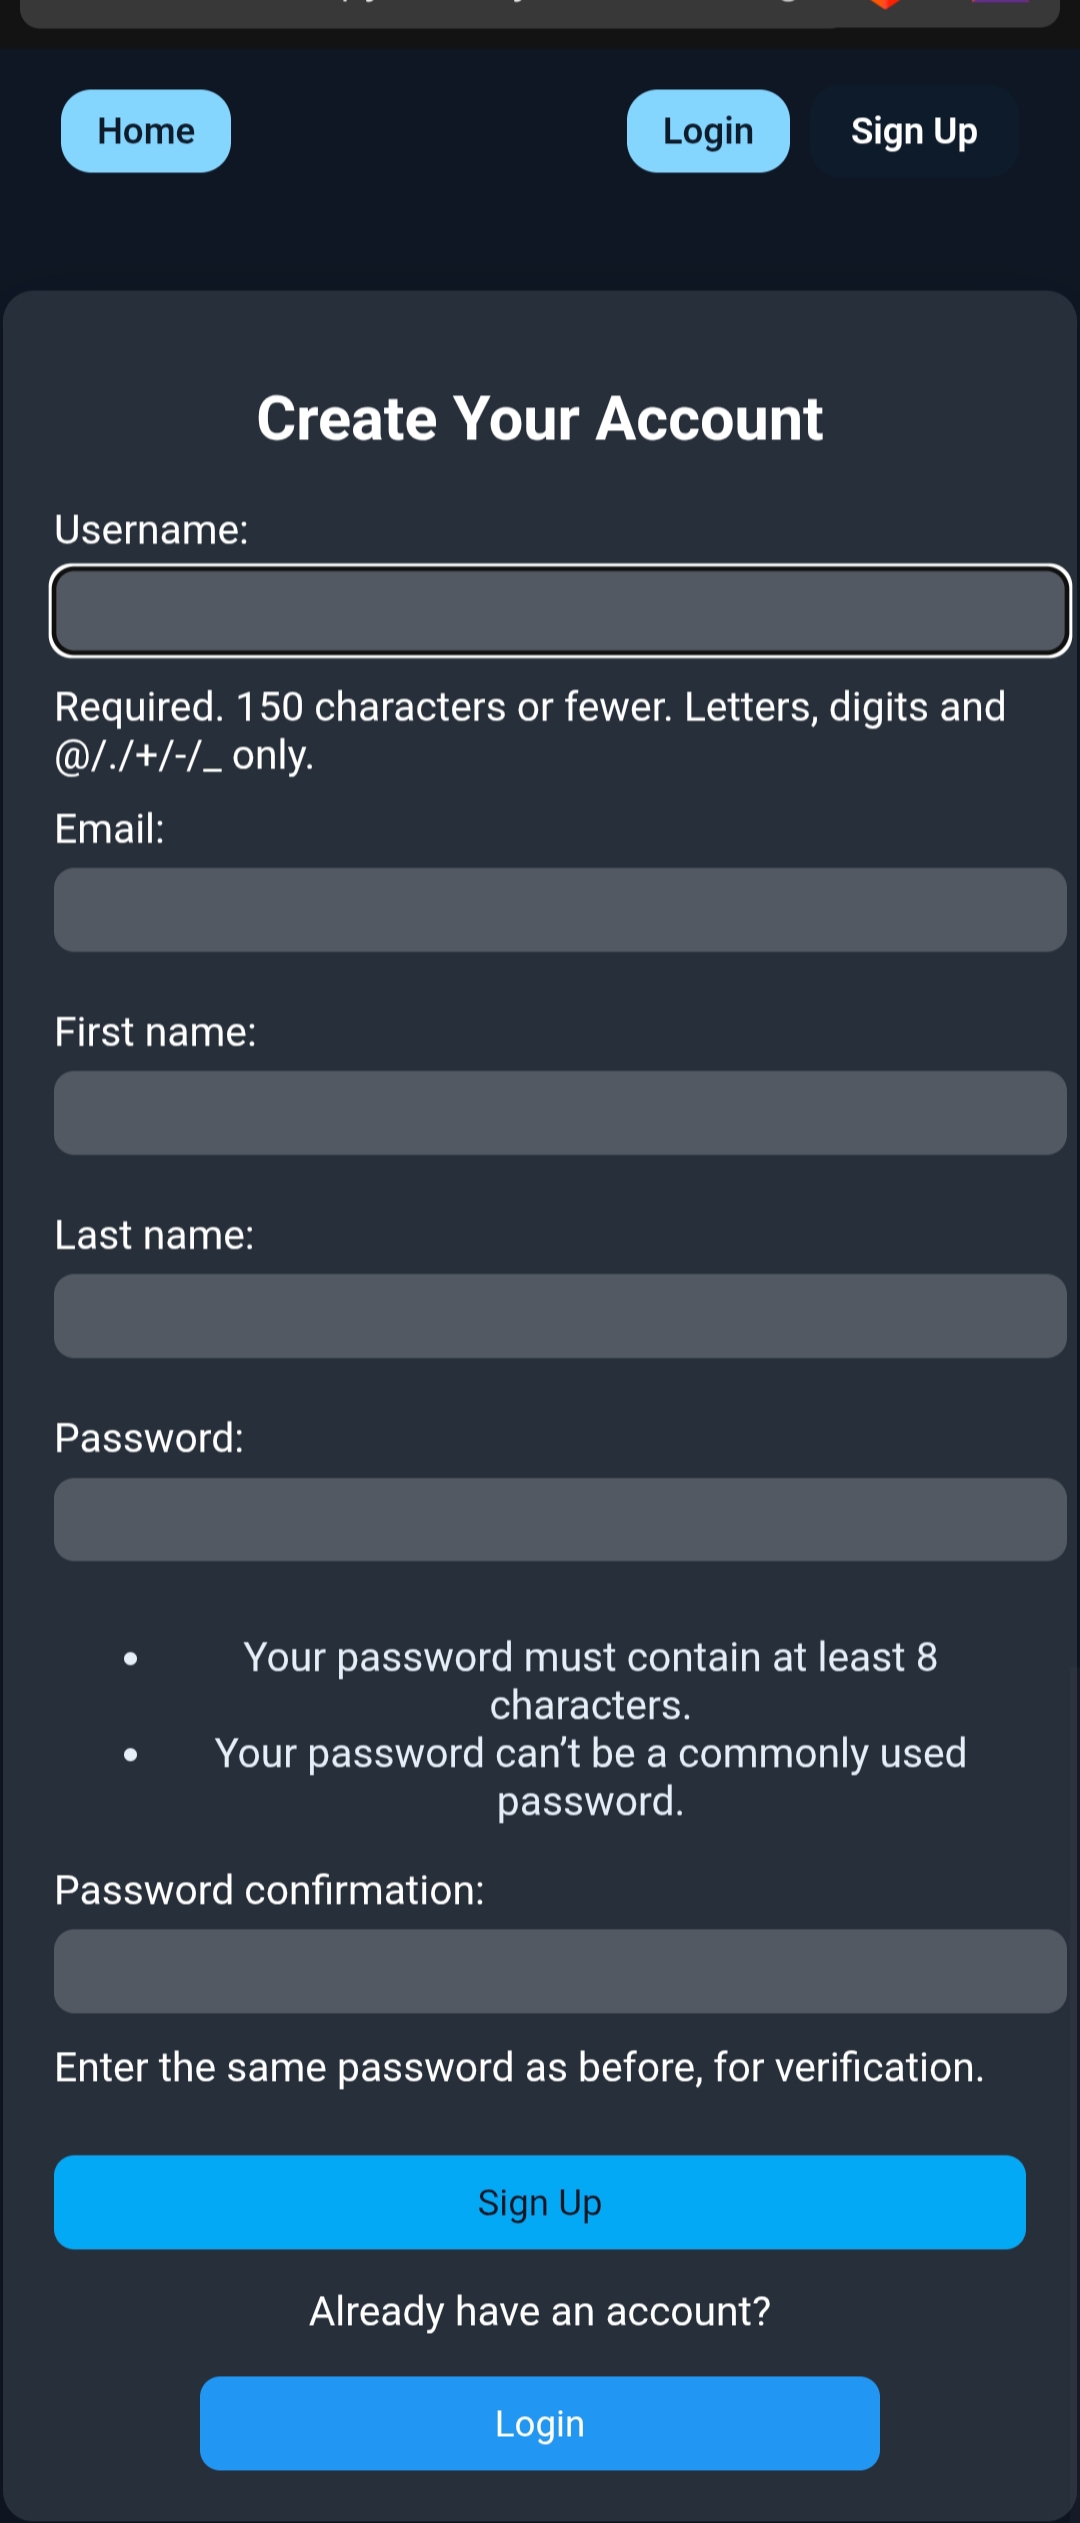 Home
Login
Sign Up
Create Your Account
Username:
Required. 150 characters or fewer. Letters, digits and
@/./+/-/_ only.
Email:
First name:
Last name:
Password:
• Your password must contain at least 8
characters.
• Your password can’t be a commonly used
password.
Password confirmation:
Enter the same password as before, for verification.
Sign Up
Already have an account?
Login